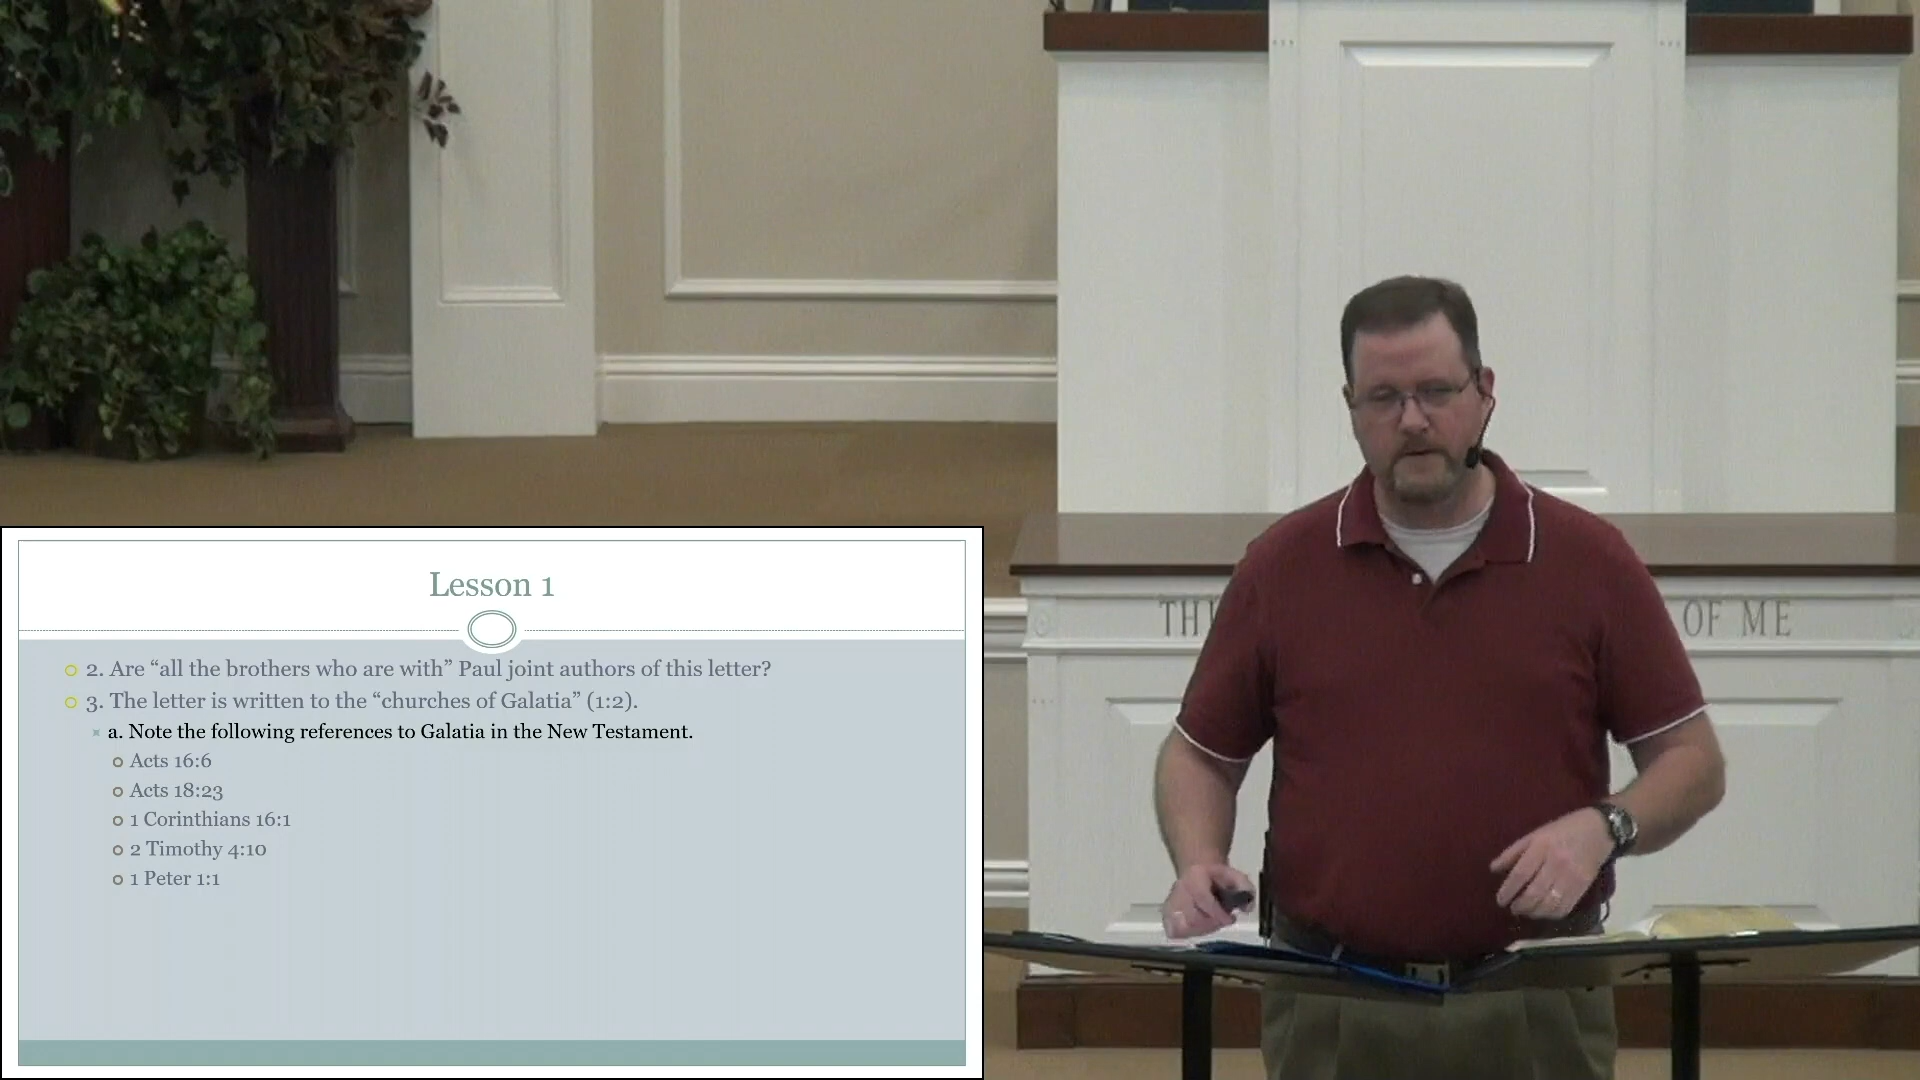 Lesson 1
2. Are “all the brothers who are with” Paul joint authors of this letter?
3. The letter is written to the “churches of Galatia” (1:2).
a. Note the following references to Galatia in the New Testament.
Acts 16:6
Acts 18:23
1 Corinthians 16:1
2 Timothy 4:10
1 Peter 1:1
OF ME